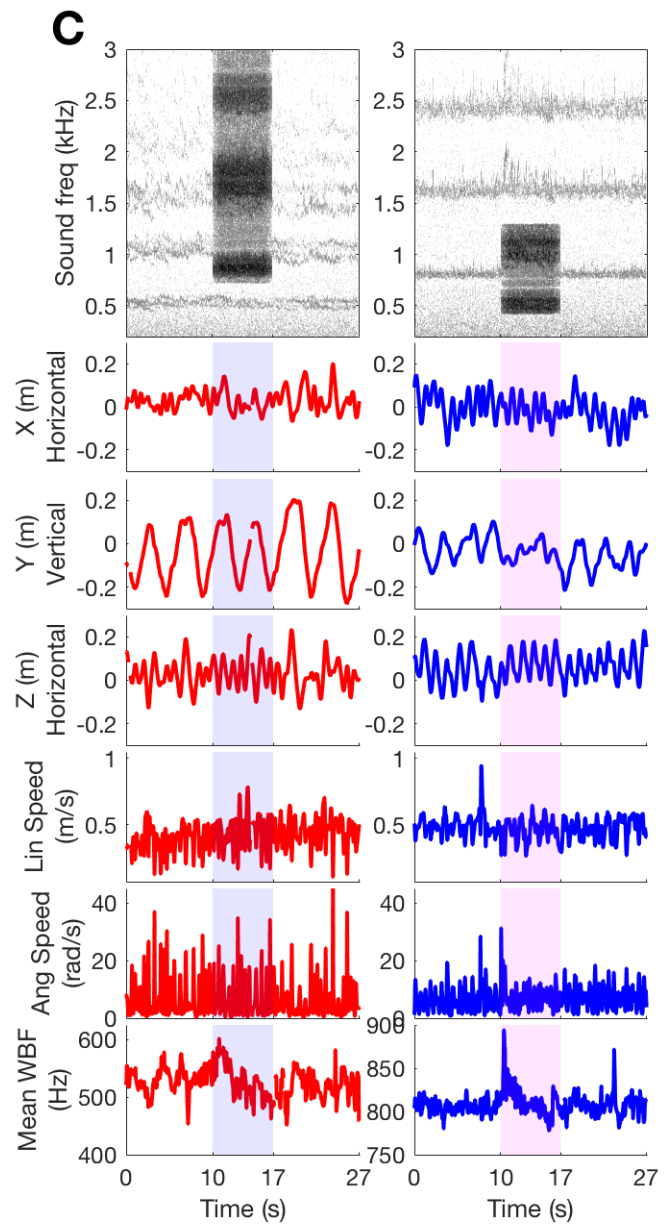 C
3
2.5
2
1.5
1
0.5
Sound freq (kHz)
3
2.5
2
1.5
1
0.5
0.2
0
-0.2
X (m)
Horizontal
0.2
0
-0.2
0.2
0
-0.2
Y (m)
Vertical
0.2
0
-0.2
0.2
0
-0.2
Z (m)
Horizontal
0.2
0
-0.2
1
0.5
Lin Speed
(m/s)
1
0.5
40
20
0
Ang Speed
(rad/s)
40
20
0
600
500
400
Mean WBF
(Hz)
900
850
800
750
0 10 17 27
Time (s)
0 10 17 27
Time (s)